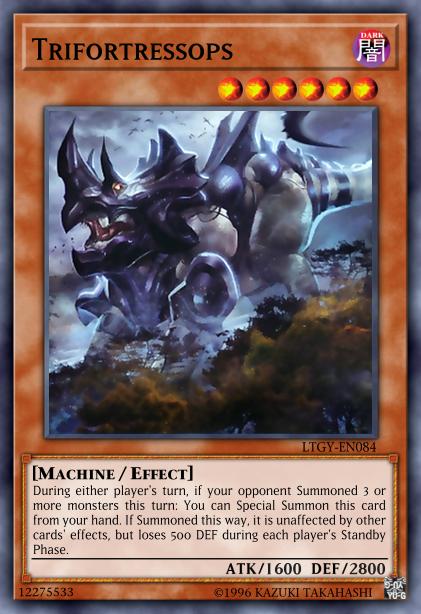 TRIFORTRESSOPS
DARK
闇
LTGY-EN084
[MACHINE / EFFECT]
During either player's turn, if your opponent Summoned 3 or
more monsters this turn: You can Special Summon this card
from your hand. If Summoned this way, it is unaffected by other
cards' effects, but loses 500 DEF during each player's Standby
Phase.
ATK/1600 DEF/2800
12275533
©1996 KAZUKI TAKAHASHI